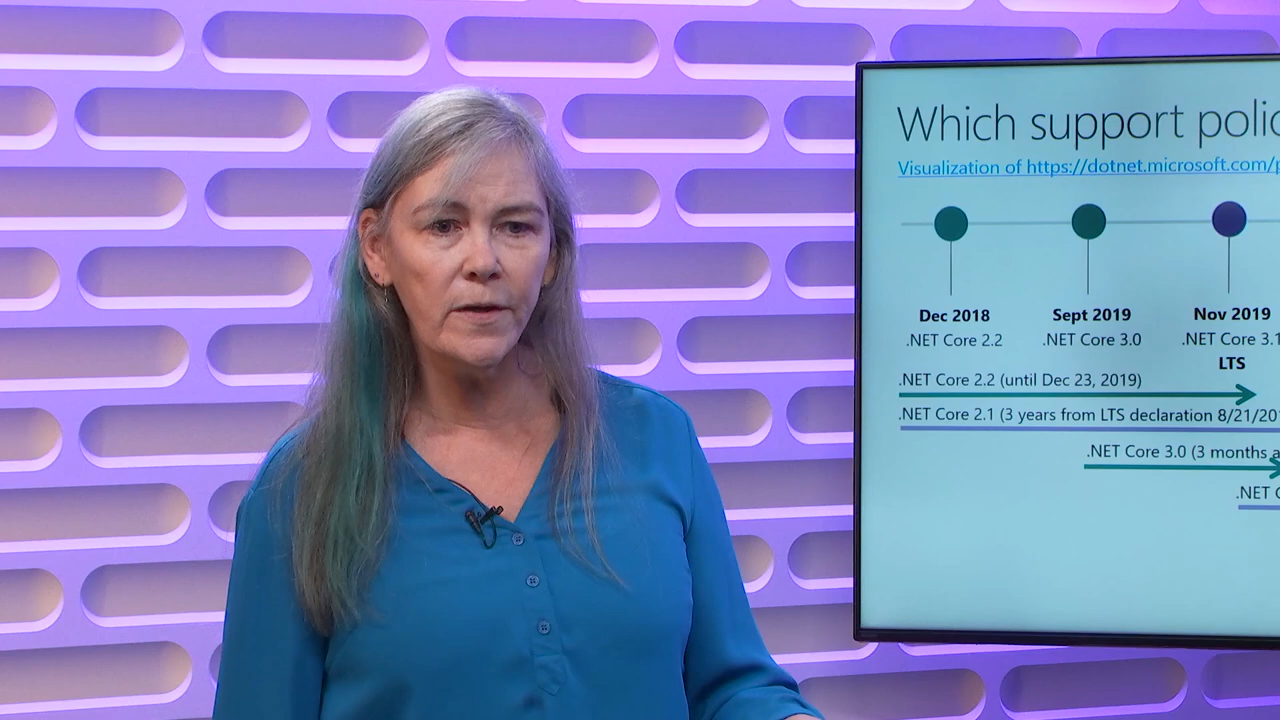 Which support polic
Visualization of https://dotnet.microsoft.com/p
Dec 2018
Sept 2019
Nov 2019
.NET Core 2.2
.NET Core 3.0
.NET Core 3.1
LTS
.NET Core 2.2 (until Dec 23, 2019)
.NET Core 2.1 (3 years from LTS declaration 8/21/201
.NET Core 3.0 (3 months a
.NET C